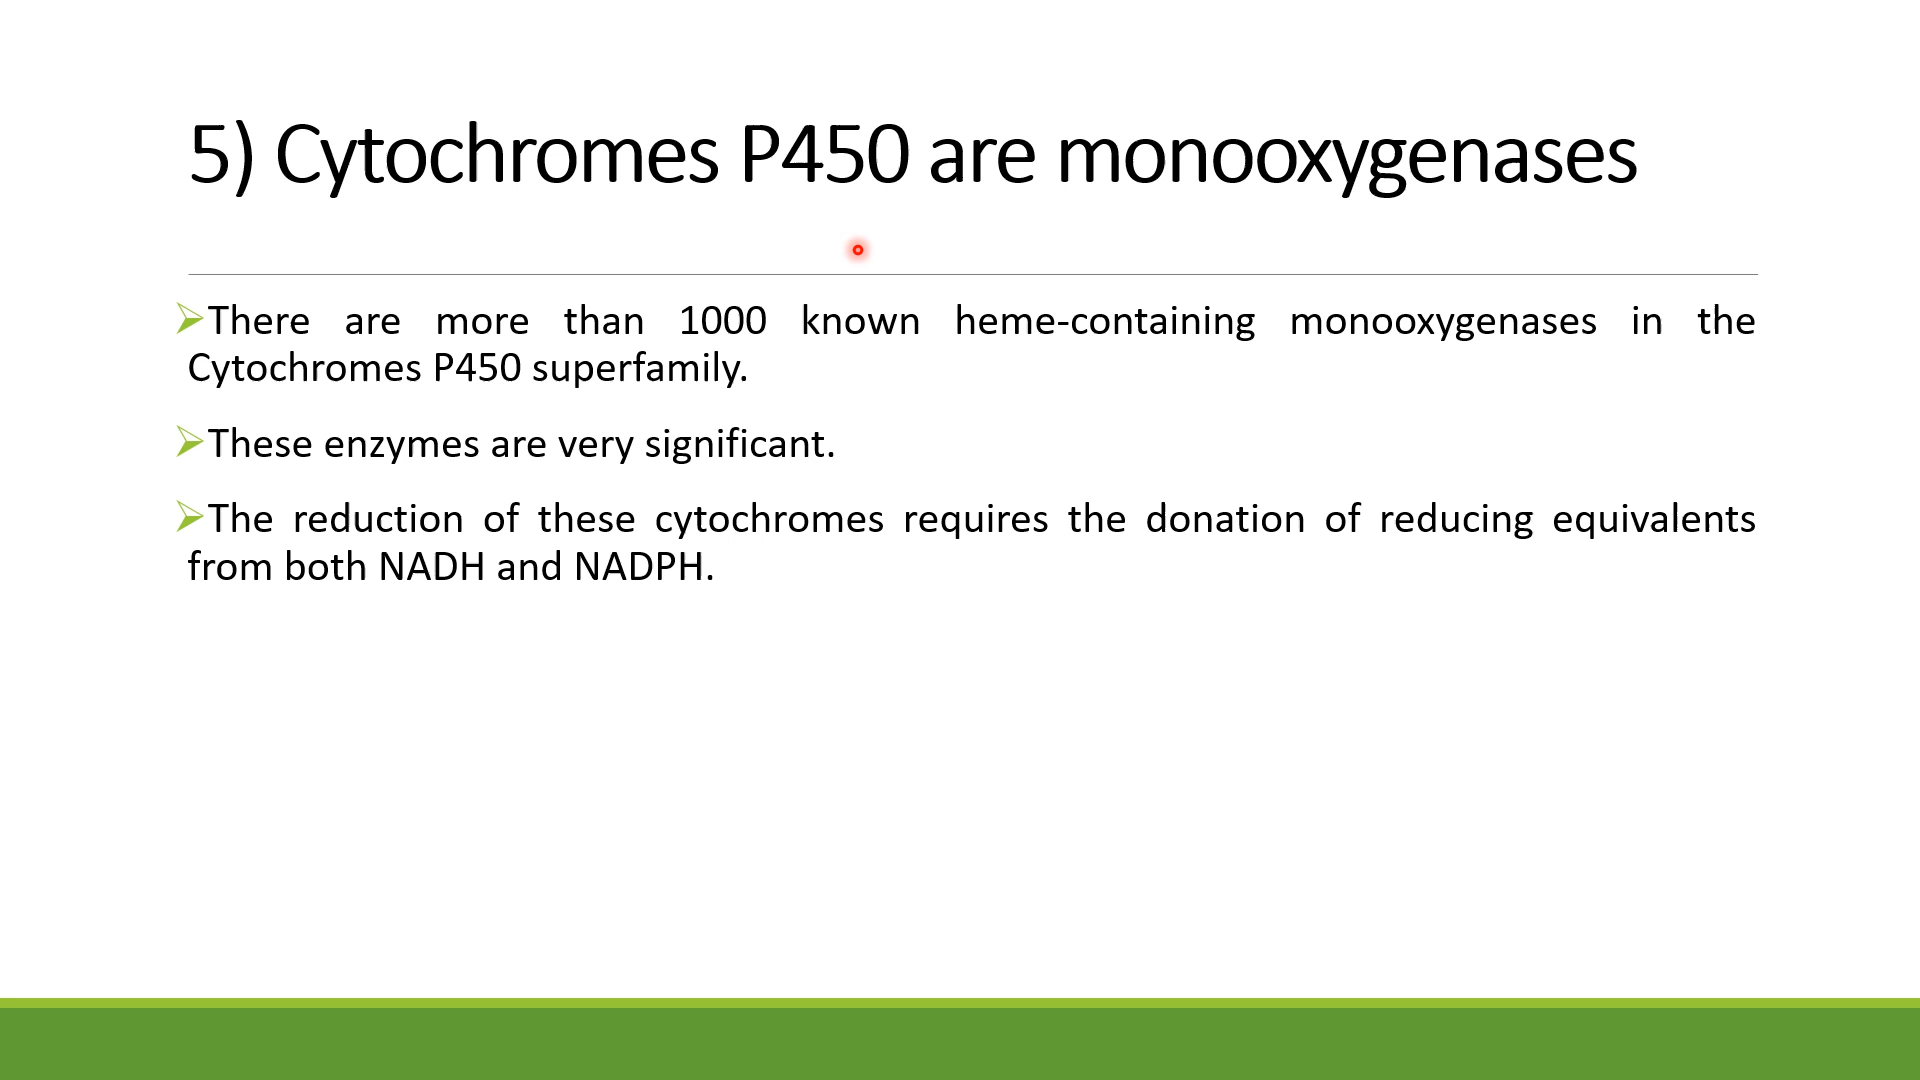 5) Cytochromes P450 are monooxygenases
There are more than 1000 known heme-containing monooxygenases in the
Cytochromes P450 superfamily.
These enzymes are very significant.
The reduction of these cytochromes requires the donation of reducing equivalents
from both NADH and NADPH.